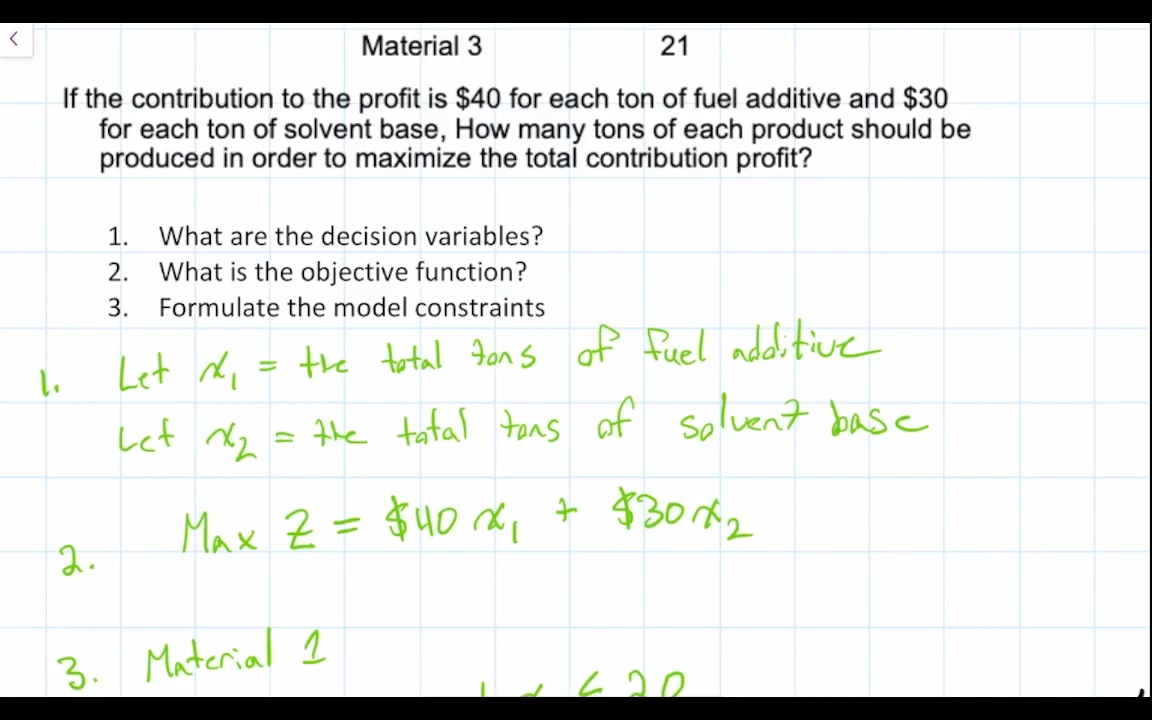 Material 3 21
If the contribution to the profit is $40 for each ton of fuel additive and $30
for each ton of solvent base, How many tons of each product should be
produced in order to maximize the total contribution profit?
1. What are the decision variables?
2. What is the objective function?
3. Formulate the model constraints
1. Let x₁ = the total tons of fuel additive
Let x₂ = the total tons of solvent base
2. Max Z = $40 x₁ + $30 x₂
3. Material 1
≤ 20